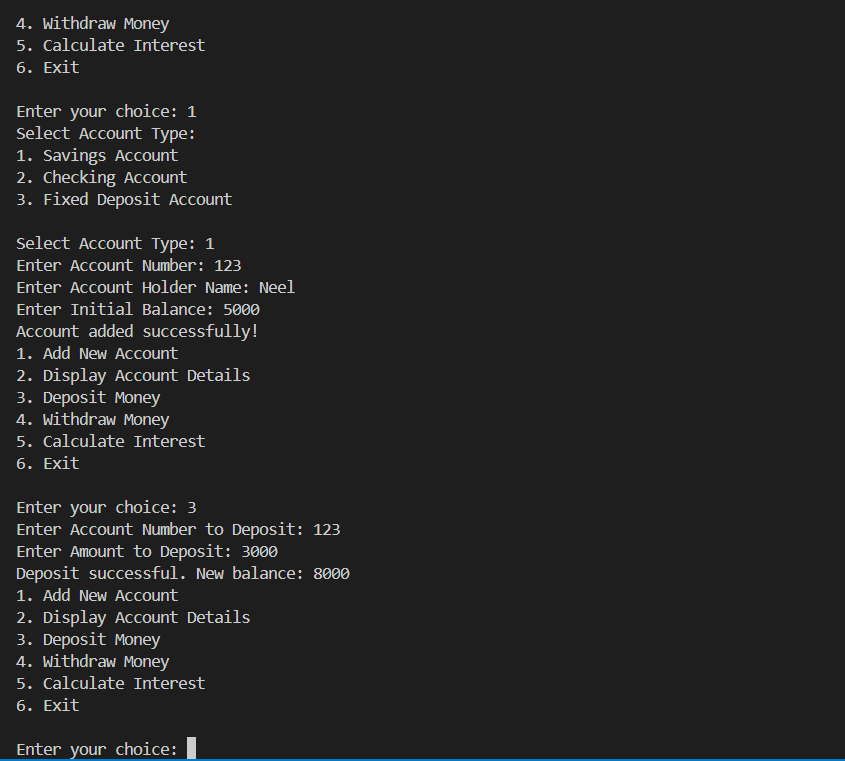 4. Withdraw Money
5. Calculate Interest
6. Exit
Enter your choice: 1
Select Account Type:
1. Savings Account
2. Checking Account
3. Fixed Deposit Account
Select Account Type: 1
Enter Account Number: 123
Enter Account Holder Name: Neel
Enter Initial Balance: 5000
Account added successfully!
1. Add New Account
2. Display Account Details
3. Deposit Money
4. Withdraw Money
5. Calculate Interest
6. Exit
Enter your choice: 3
Enter Account Number to Deposit: 123
Enter Amount to Deposit: 3000
Deposit successful. New balance: 8000
1. Add New Account
2. Display Account Details
3. Deposit Money
4. Withdraw Money
5. Calculate Interest
6. Exit
Enter your choice: